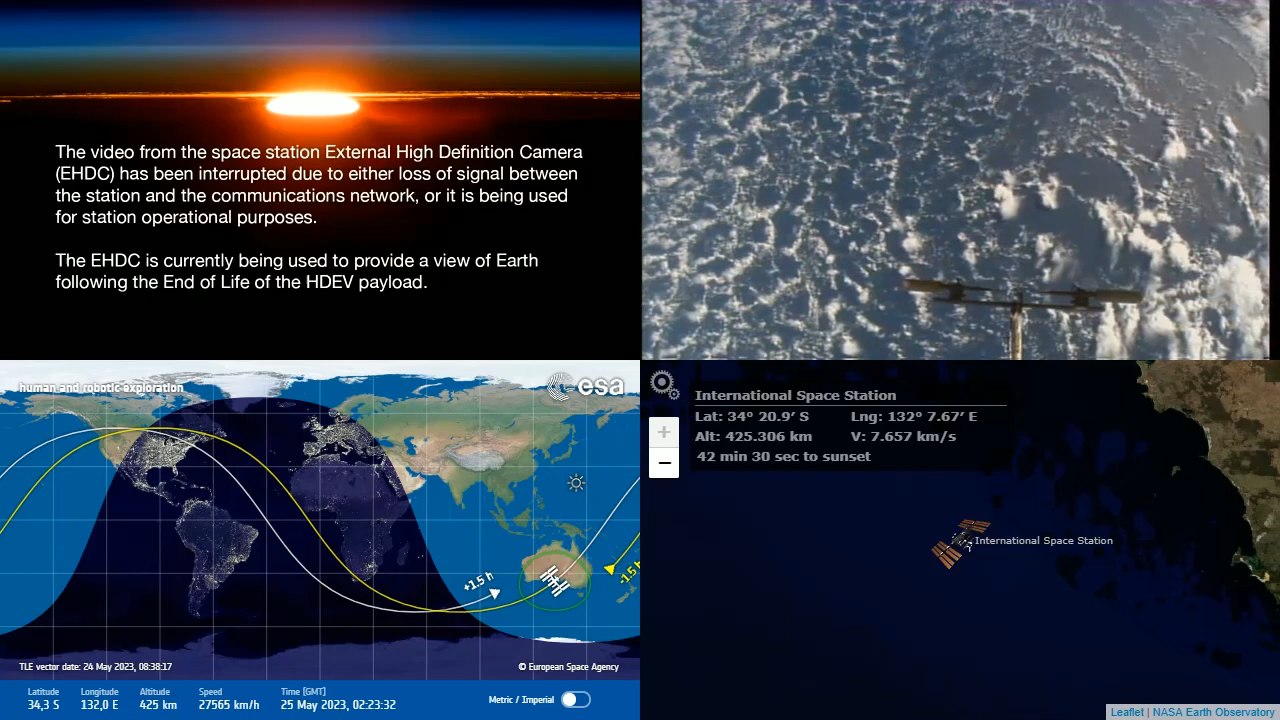 The video from the space station External High Definition Camera
(EHDC) has been interrupted due to either loss of signal between
the station and the communications network, or it is being used
for station operational purposes.
The EHDC is currently being used to provide a view of Earth
following the End of Life of the HDEV payload.
human and robotic exploration
esa
+1.5 h
-1.5 h
TLE vector date: 24 May 2023, 08:38:17
© European Space Agency
Latitude Longitude Altitude Speed Time [GMT]
34,3 S 132,0 E 425 km 27565 km/h 25 May 2023, 02:23:32
Metric / Imperial
+
−
International Space Station
Lat: 34° 20.9′ S Lng: 132° 7.67′ E
Alt: 425.306 km V: 7.657 km/s
42 min 30 sec to sunset
International Space Station
Leaflet | NASA Earth Observatory